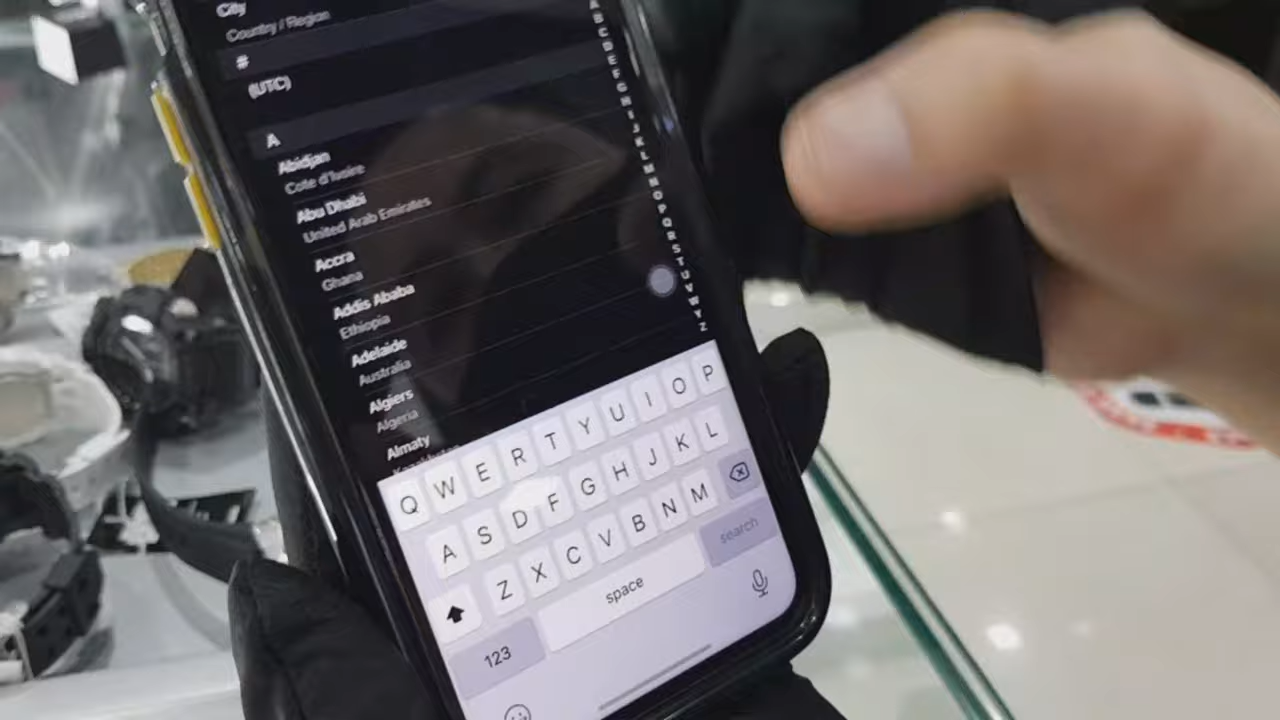 City
Country / Region
#
(UTC)
A
Abidjan
Cote d'Ivoire
Abu Dhabi
United Arab Emirates
Accra
Ghana
Addis Ababa
Ethiopia
Adelaide
Australia
Algiers
Algeria
Almaty
Kazakhstan
A
B
C
D
E
F
G
H
I
J
K
L
M
N
O
P
Q
R
S
T
U
V
W
Y
Z
Q W E R T Y U I O P
A S D F G H J K L
Z X C V B N M
123 space search